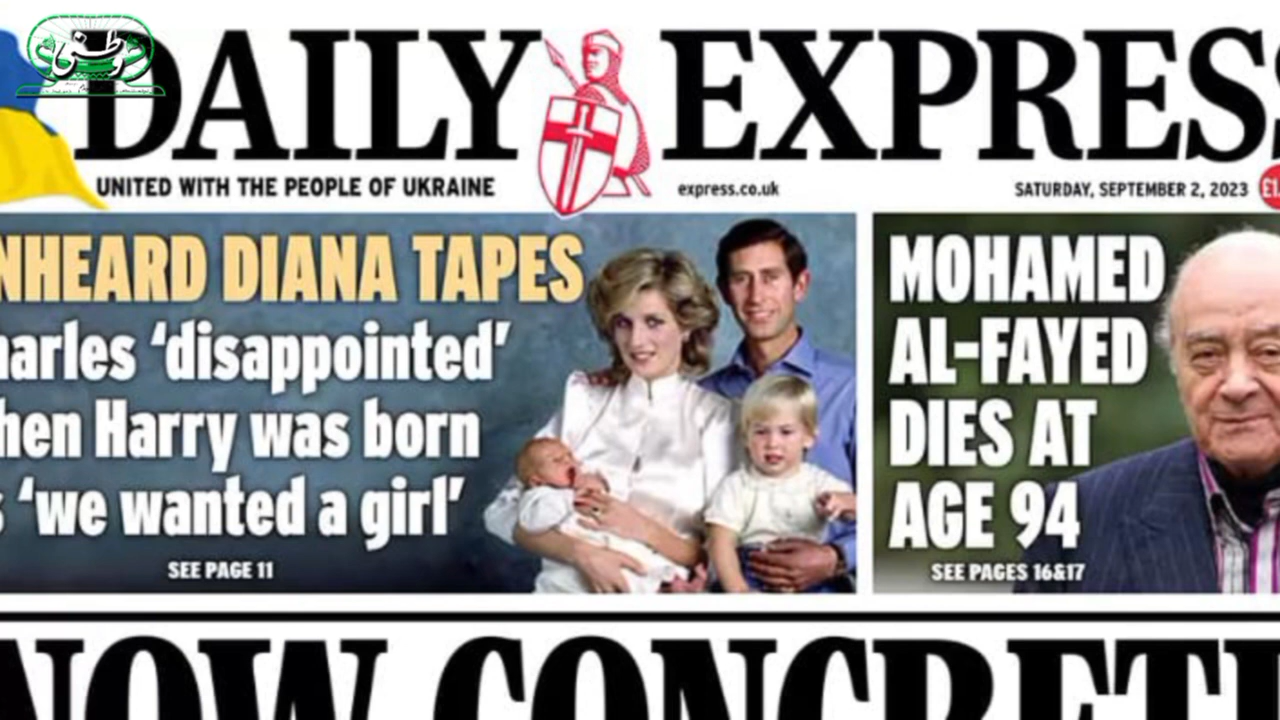 DAILY EXPRESS
UNITED WITH THE PEOPLE OF UKRAINE
express.co.uk
SATURDAY, SEPTEMBER 2, 2023
NHEARD DIANA TAPES
harles ‘disappointed’
hen Harry was born
s ‘we wanted a girl’
SEE PAGE 11
MOHAMED
AL-FAYED
DIES AT
AGE 94
SEE PAGES 16&17
NOW CONCRETE